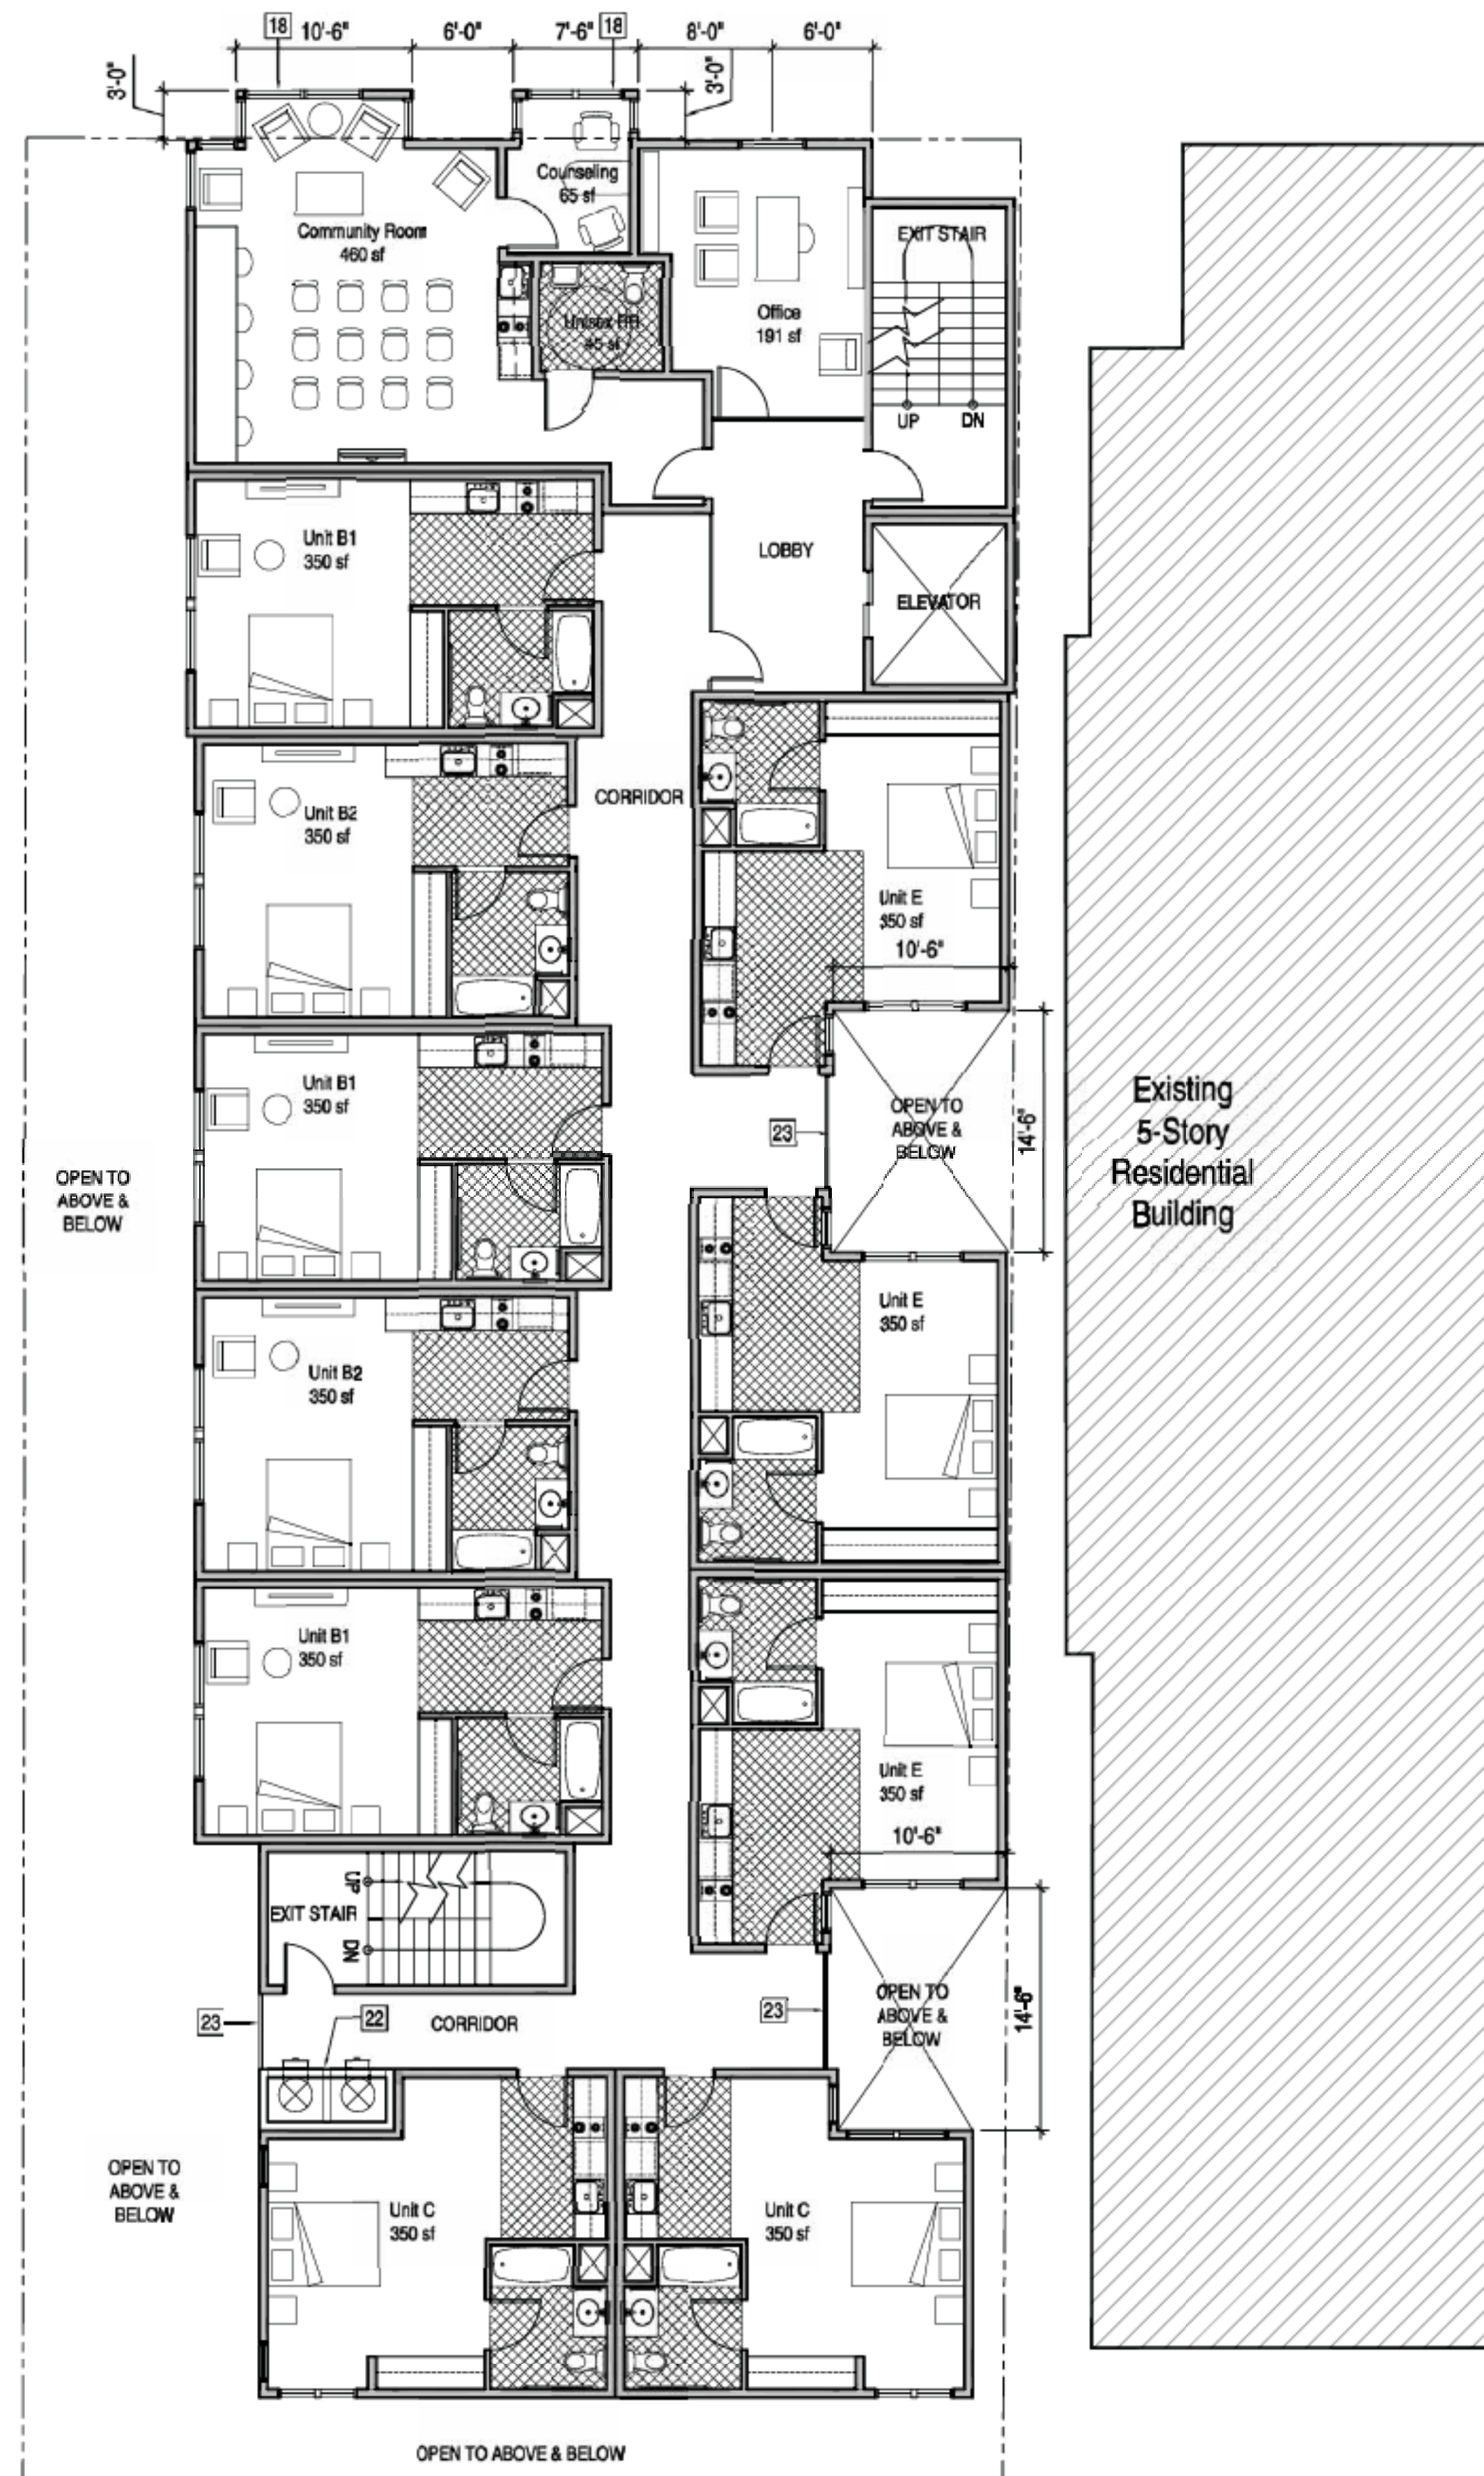 18 10'-6" 6'-0" 7'-6" 18 8'-0" 6'-0"
3'-0" 3'-0"
Counseling
65 sf
Community Room
460 sf
EXIT STAIR
Unisex RR
45 sf
Office
191 sf
UP DN
Unit B1
350 sf
LOBBY
ELEVATOR
CORRIDOR
Unit B2
350 sf
Unit E
350 sf
10'-6"
Unit B1
350 sf
OPEN TO
ABOVE &
BELOW
23
14'-6"
Existing
5-Story
Residential
Building
OPEN TO
ABOVE &
BELOW
Unit E
350 sf
Unit B2
350 sf
Unit B1
350 sf
Unit E
350 sf
10'-6"
UP
EXIT STAIR
DN
OPEN TO
ABOVE &
BELOW
14'-6"
23 22 CORRIDOR 23
OPEN TO
ABOVE &
BELOW
Unit C
350 sf
Unit C
350 sf
OPEN TO ABOVE & BELOW